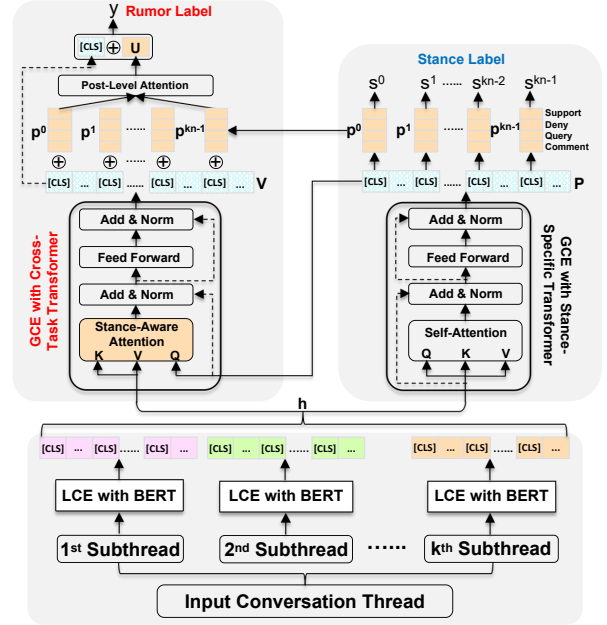 y
Rumor Label
[CLS] ⊕ U
Post-Level Attention
p⁰ p¹ ...... pᵏⁿ⁻¹
⊕ ⊕ ...... ⊕ ⊕
[CLS] ... [CLS] ...... [CLS] ... [CLS] ... V
GCE with Cross-
Task Transformer
Add & Norm
Feed Forward
Add & Norm
Stance-Aware
Attention
K V Q
Stance Label
S⁰ S¹ ...... Sᵏⁿ⁻² Sᵏⁿ⁻¹
p⁰ p¹ ...... pᵏⁿ⁻¹
Support
Deny
Query
Comment
[CLS] ... [CLS] ...... [CLS] ... [CLS] ... P
Add & Norm
Feed Forward
Add & Norm
Self-Attention
Q K V
GCE with Stance-
Specific Transformer
h
[CLS] ... [CLS] ...... [CLS] ... [CLS] ... [CLS] ...... [CLS] ... [CLS] ... [CLS] ...... [CLS] ...
LCE with BERT LCE with BERT LCE with BERT
1st Subthread 2nd Subthread ...... kth Subthread
Input Conversation Thread